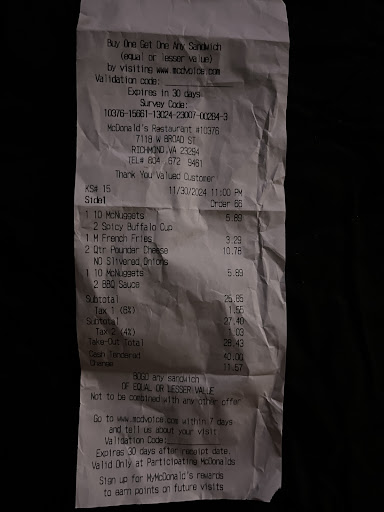 Buy One Get One Any Sandwich
(equal or lesser value)
by visiting www.mcdvoice.com
Validation code:
Expires in 30 days
Survey Code:
10376-15661-13024-23007-00284-3
McDonald's Restaurant #10376
7119 W BROAD ST
RICHMOND, VA 23294
TEL# 804 672 9461
Thank You Valued Customer
KS# 15 11/30/2024 11:00 PM
Side1 Order 66
1 10 McNuggets 5.89
2 Spicy Buffalo Cup
1 M French Fries 3.29
2 Qtr Pounder Cheese 10.78
NO Slivered Onions
1 10 McNuggets 5.89
2 BBQ Sauce
Subtotal 25.85
Tax 1 (6%) 1.55
Subtotal 27.40
Tax 2 (4%) 1.03
Take-Out Total 28.43
Cash Tendered 40.00
Change 11.57
BOGO any sandwich
OF EQUAL OR LESSER VALUE
Not to be combined with any other offer
Go to www.mcdvoice.com within 7 days
and tell us about your visit.
Validation Code:
Expires 30 days after receipt date.
Valid Only at Participating McDonalds
Sign up for MyMcDonald's rewards
to earn points on future visits